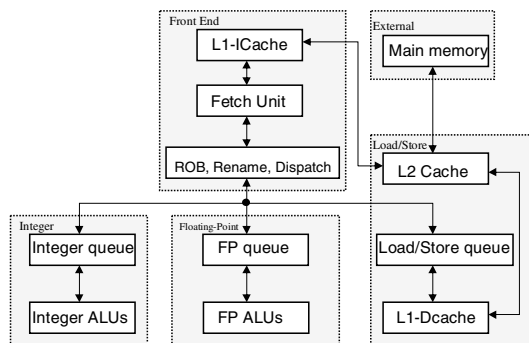 Front End
L1-ICache
Fetch Unit
ROB, Rename, Dispatch
External
Main memory
Load/Store
L2 Cache
Load/Store queue
L1-Dcache
Integer
Integer queue
Integer ALUs
Floating-Point
FP queue
FP ALUs